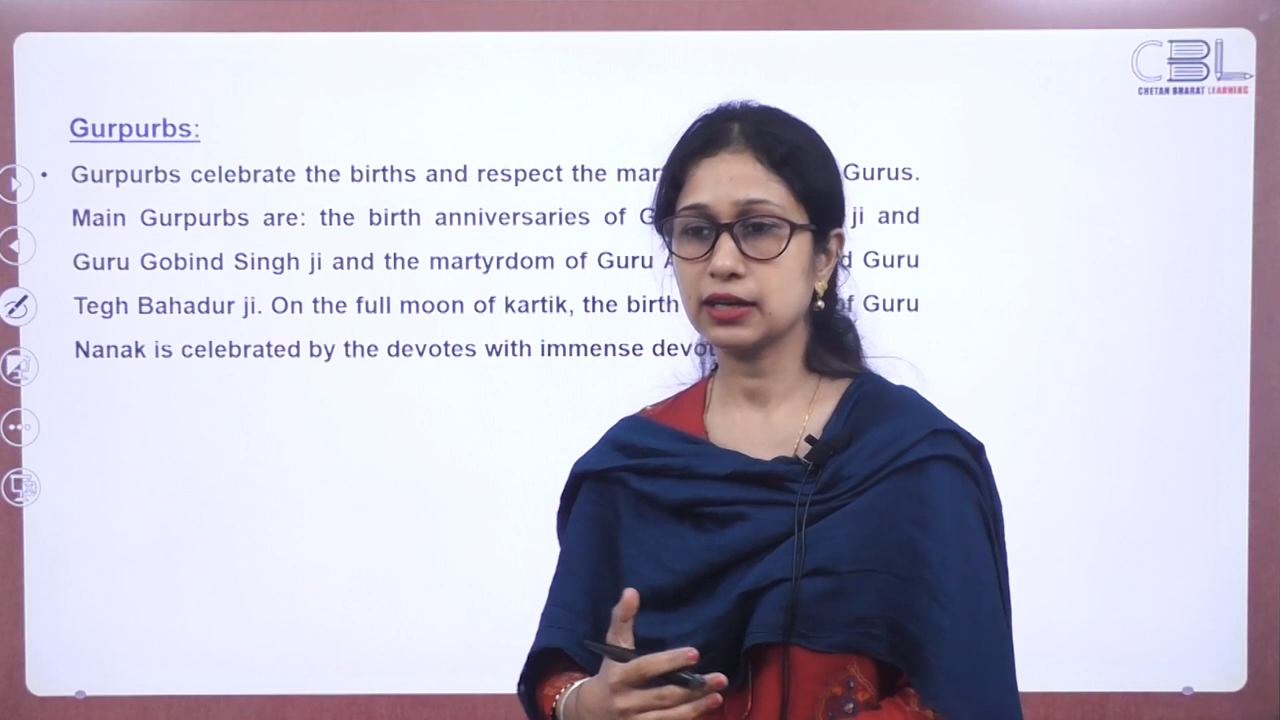 CBL
CHETAN BHARAT LEARNING
Gurpurbs:
• Gurpurbs celebrate the births and respect the Gurus.
Main Gurpurbs are: the birth anniversaries of ji and
Guru Gobind Singh ji and the martyrdom of Guru Guru
Tegh Bahadur ji. On the full moon of kartik, the birth of Guru
Nanak is celebrated by the devotes with immense